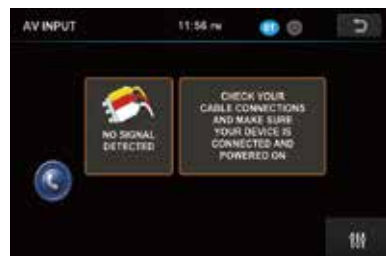 AV INPUT
11:56 PM
BT
NO SIGNAL
DETECTED
CHECK YOUR
CABLE CONNECTIONS
AND MAKE SURE
YOUR DEVICE IS
CONNECTED AND
POWERED ON